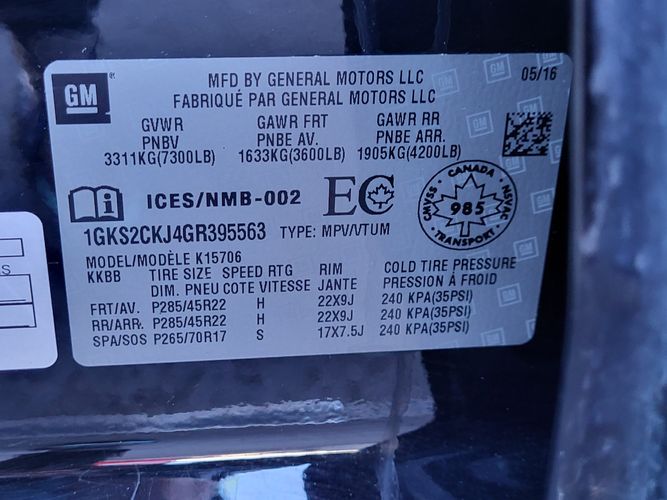 GM
MFD BY GENERAL MOTORS LLC 05/16
FABRIQUÉ PAR GENERAL MOTORS LLC
GVWR GAWR FRT GAWR RR
PNBV PNBE AV. PNBE ARR.
3311KG(7300LB) 1633KG(3600LB) 1905KG(4200LB)
ICES/NMB-002 EC
CMVSS CANADA NSVAC
985
TRANSPORT
1GKS2CKJ4GR395563 TYPE: MPV/VTUM
MODEL/MODÈLE K15706
KKBB TIRE SIZE SPEED RTG RIM COLD TIRE PRESSURE
DIM. PNEU COTE VITESSE JANTE PRESSION À FROID
FRT/AV. P285/45R22 H 22X9J 240 KPA(35PSI)
RR/ARR. P285/45R22 H 22X9J 240 KPA(35PSI)
SPA/SOS P265/70R17 S 17X7.5J 240 KPA(35PSI)